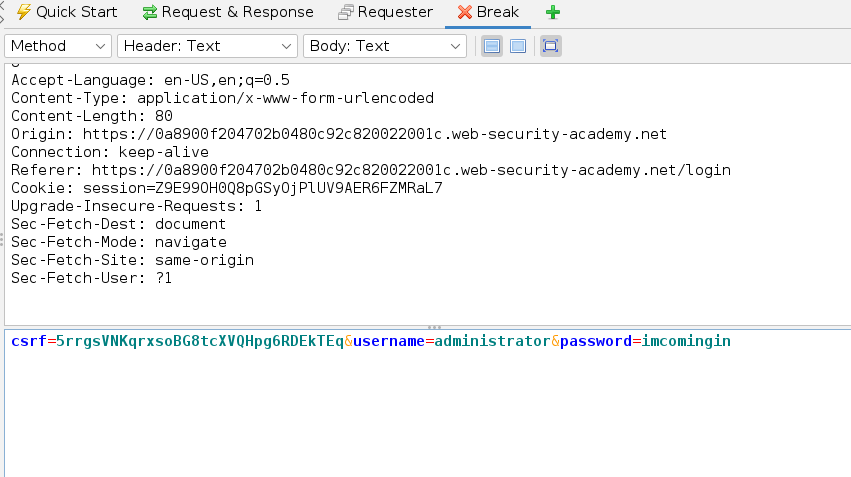 Quick Start
Request & Response
Requester
Break
Method
Header: Text
Body: Text
Accept-Language: en-US,en;q=0.5
Content-Type: application/x-www-form-urlencoded
Content-Length: 80
Origin: https://0a8900f204702b0480c92c820022001c.web-security-academy.net
Connection: keep-alive
Referer: https://0a8900f204702b0480c92c820022001c.web-security-academy.net/login
Cookie: session=Z9E99OH0Q8pGSyOjPlUV9AER6FZMRaL7
Upgrade-Insecure-Requests: 1
Sec-Fetch-Dest: document
Sec-Fetch-Mode: navigate
Sec-Fetch-Site: same-origin
Sec-Fetch-User: ?1
csrf=5rrgsVNKqrxsoBG8tcXVQHpg6RDEkTEq&username=administrator&password=imcomingin